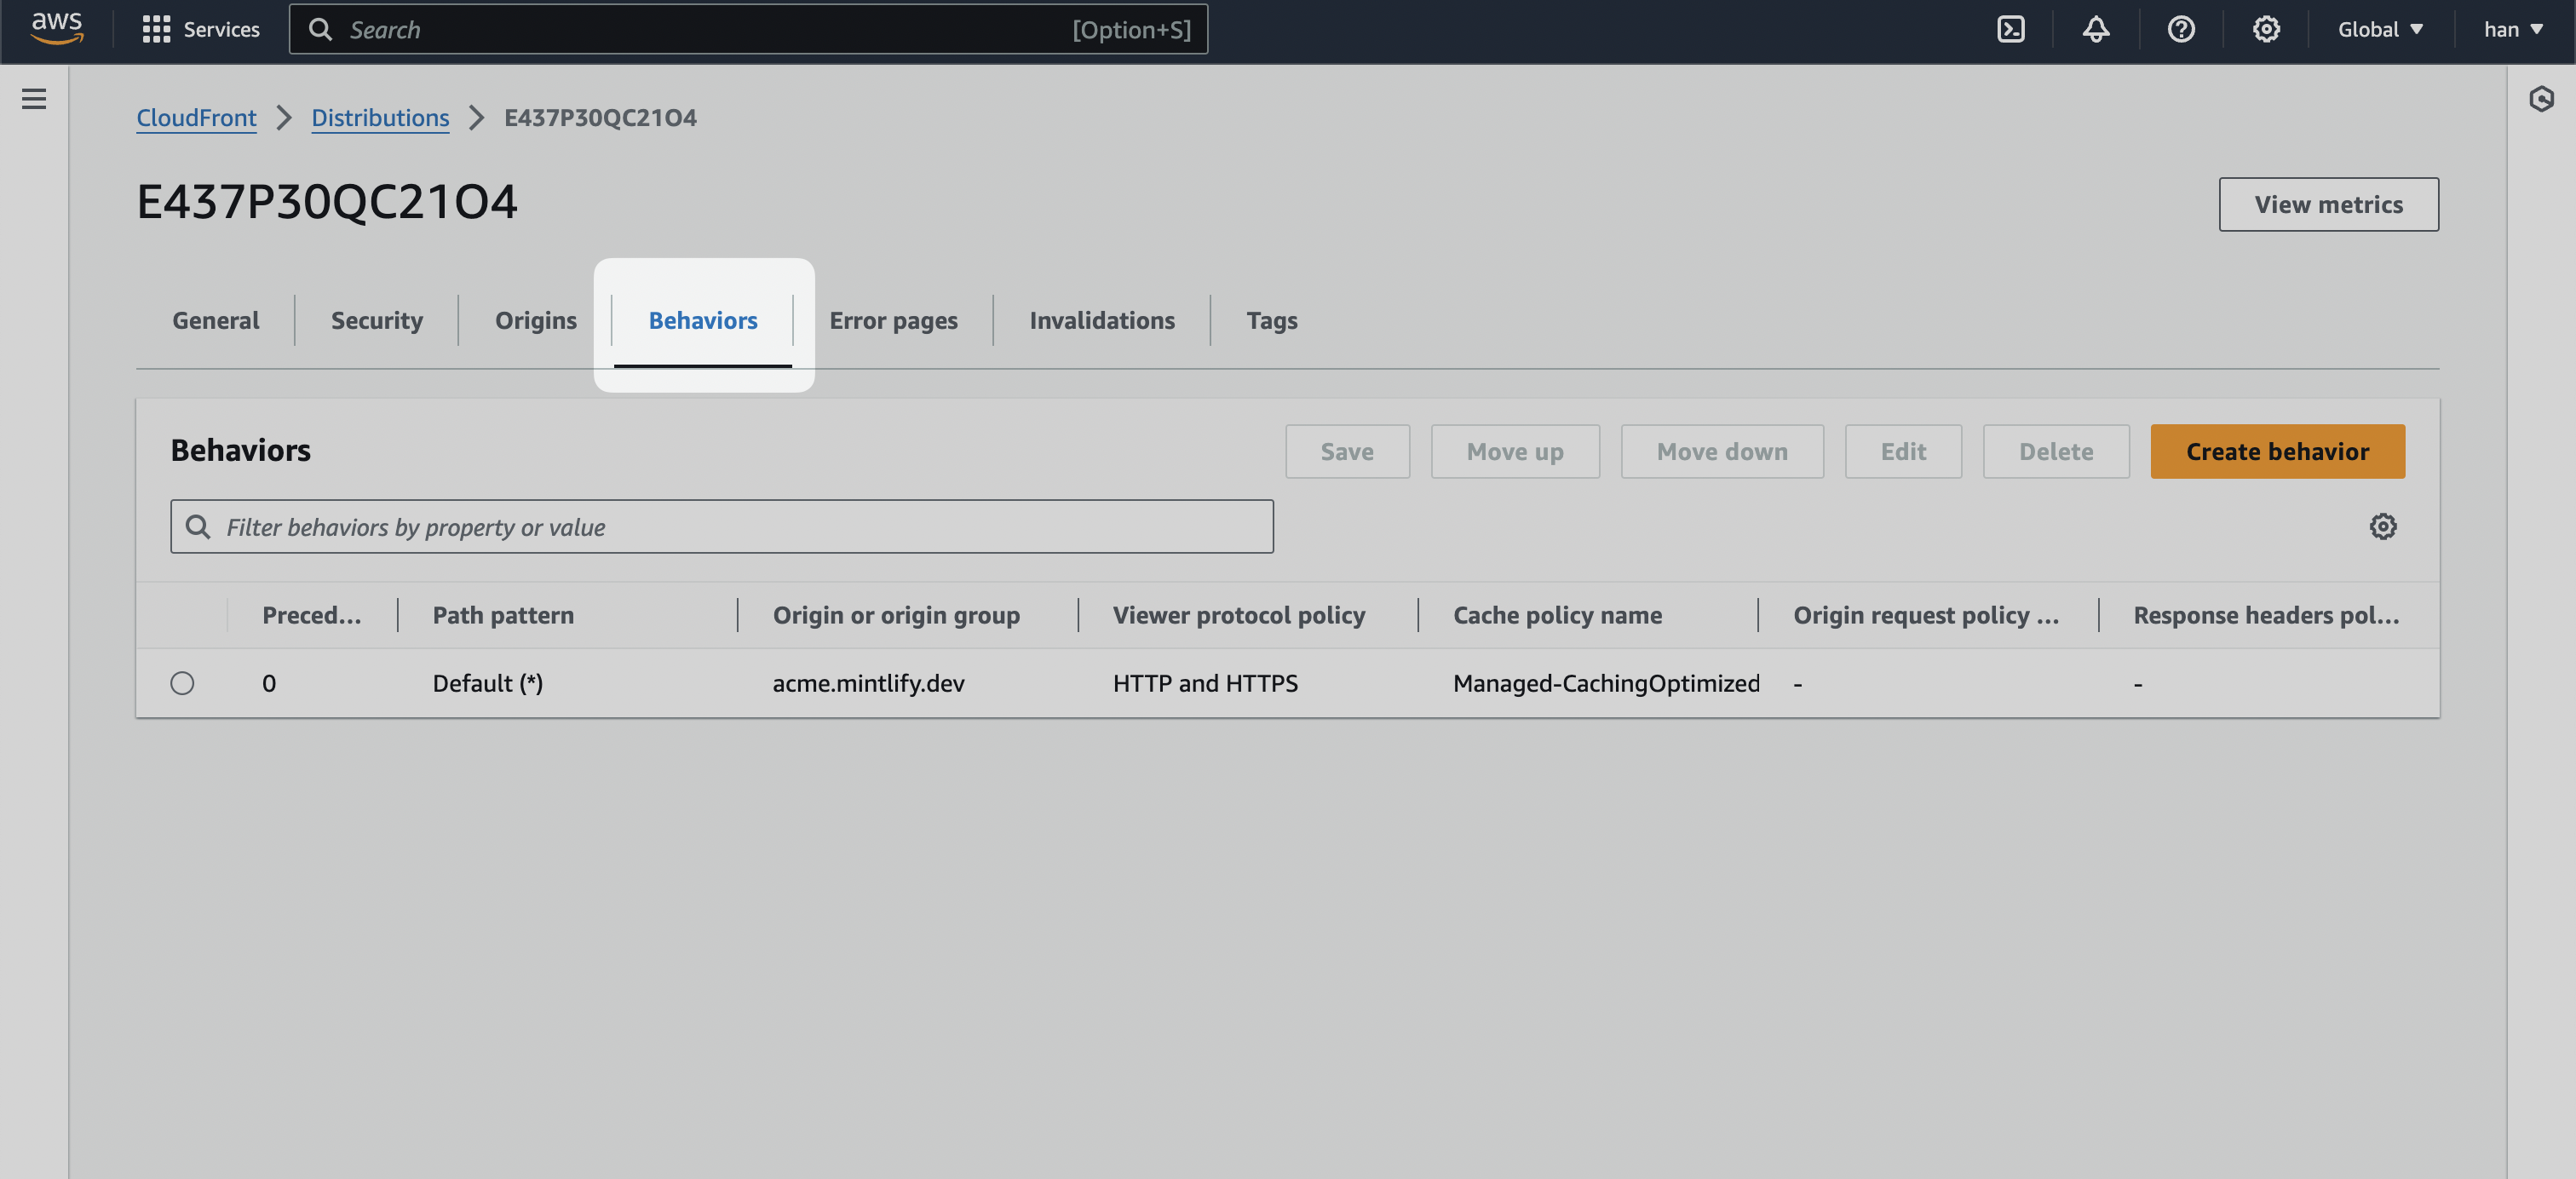 aws
Services
Search
[Option+S]
Global
han
CloudFront
Distributions
E437P30QC21O4
E437P30QC21O4
View metrics
General
Security
Origins
Behaviors
Error pages
Invalidations
Tags
Behaviors
Save
Move up
Move down
Edit
Delete
Create behavior
Filter behaviors by property or value
Preced...
Path pattern
Origin or origin group
Viewer protocol policy
Cache policy name
Origin request policy ...
Response headers pol...
0
Default (*)
acme.mintlify.dev
HTTP and HTTPS
Managed-CachingOptimized
-
-